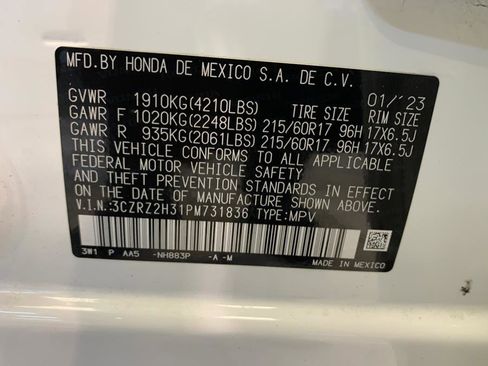 MFD.BY HONDA DE MEXICO S.A. DE C.V.
01/'23
GVWR 1910KG(4210LBS) TIRE SIZE RIM SIZE
GAWR F 1020KG(2248LBS) 215/60R17 96H 17X6.5J
GAWR R 935KG(2061LBS) 215/60R17 96H 17X6.5J
THIS VEHICLE CONFORMS TO ALL APPLICABLE
FEDERAL MOTOR VEHICLE SAFETY
AND THEFT PREVENTION STANDARDS IN EFFECT
ON THE DATE OF MANUFACTURE SHOWN ABOVE.
V.I.N.:3CZRZ2H31PM731836 TYPE:MPV
3W1 P AA5 -NH883P -A -M
MADE IN MEXICO